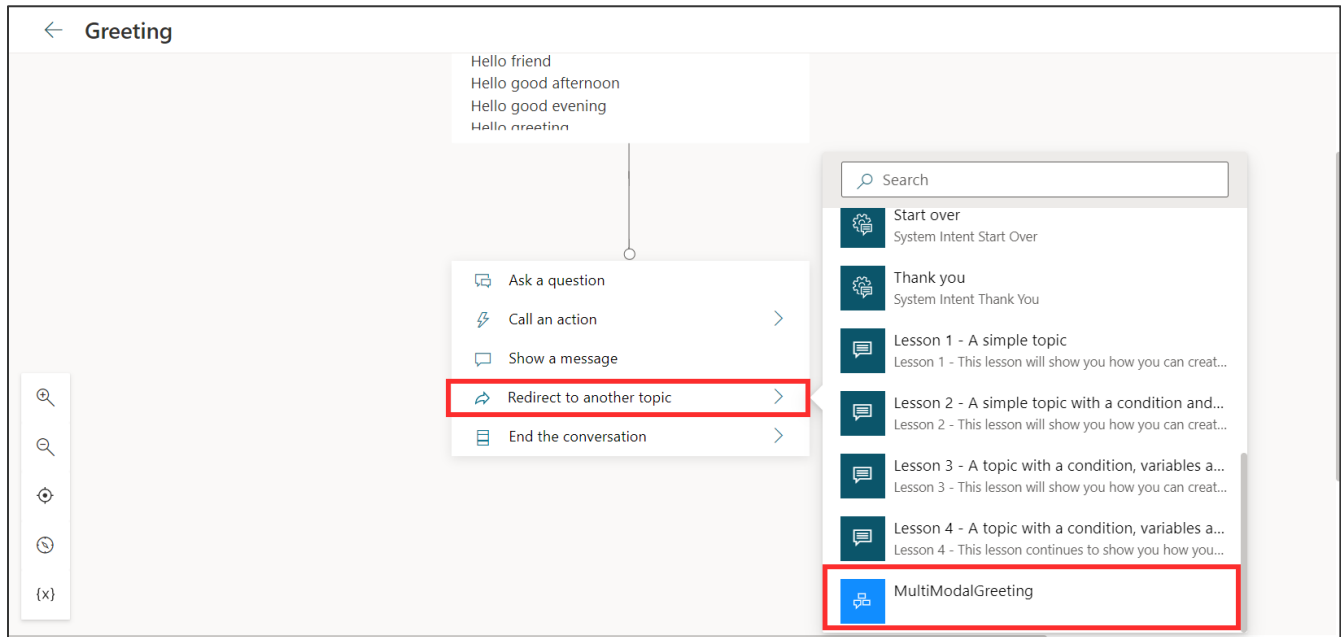 Greeting
Hello friend
Hello good afternoon
Hello good evening
Hello greeting
Ask a question
Call an action
Show a message
Redirect to another topic
End the conversation
Search
Start over
System Intent Start Over
Thank you
System Intent Thank You
Lesson 1 - A simple topic
Lesson 1 - This lesson will show you how you can creat...
Lesson 2 - A simple topic with a condition and...
Lesson 2 - This lesson will show you how you can creat...
Lesson 3 - A topic with a condition, variables a...
Lesson 3 - This lesson will show you how you can creat...
Lesson 4 - A topic with a condition, variables a...
Lesson 4 - This lesson continues to show you how you...
MultiModalGreeting
{x}